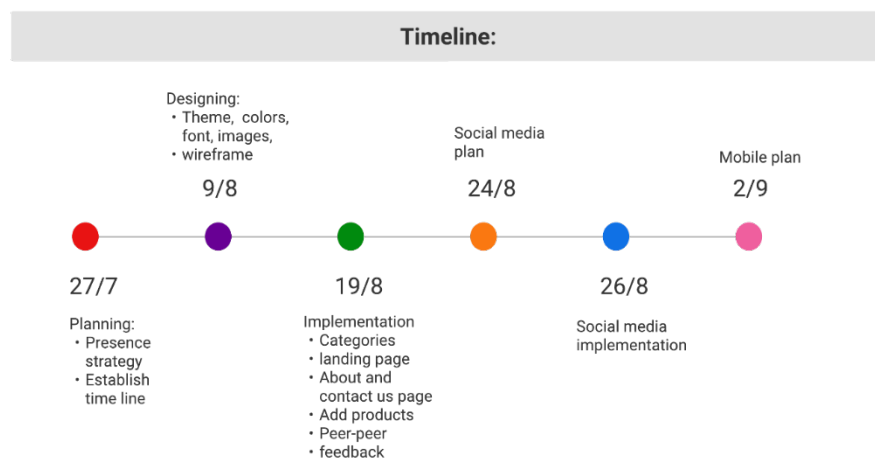 Timeline:
Designing:
• Theme, colors,
font, images,
• wireframe
9/8
Social media
plan
24/8
Mobile plan
2/9
27/7
Planning:
• Presence
strategy
• Establish
time line
19/8
Implementation
• Categories
• landing page
• About and
contact us page
• Add products
• Peer-peer
• feedback
26/8
Social media
implementation